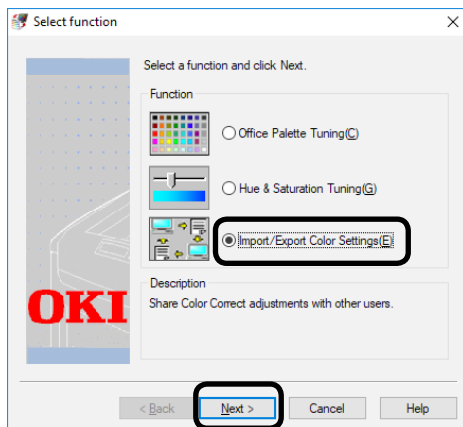 Select function
Select a function and click Next.
Function
Office Palette Tuning(C)
Hue & Saturation Tuning(G)
Import/Export Color Settings(E)
Description
Share Color Correct adjustments with other users.
OKI
< Back Next > Cancel Help